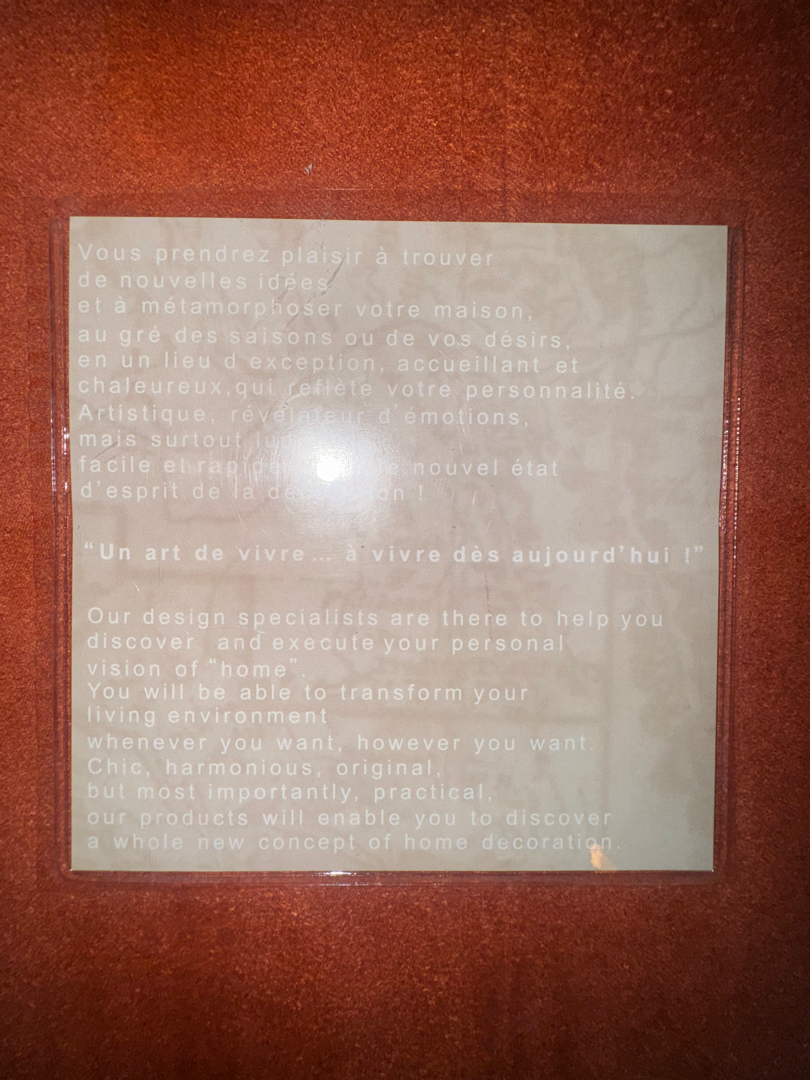 Vous prendrez plaisir à trouver
de nouvelles idées
et à métamorphoser votre maison,
au gré des saisons ou de vos désirs,
en un lieu d exception, accueillant et
chaleureux,qui reflète votre personnalité.
Artistique, révélateur d'émotions,
mais surtout
facile et nouvel état
d'esprit de la décoration !
“Un art de vivre... à vivre dès aujourd'hui !”
Our design specialists are there to help you
discover and execute your personal
vision of “home”.
You will be able to transform your
living environment
whenever you want, however you want.
Chic, harmonious, original,
but most importantly, practical,
our products will enable you to discover
a whole new concept of home decoration.